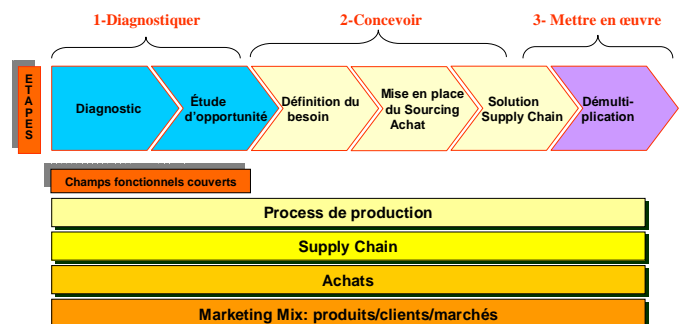 1-Diagnostiquer
2-Concevoir
3- Mettre en œuvre
ETAPES
Diagnostic
Étude
d'opportunité
Définition du
besoin
Mise en place
du Sourcing
Achat
Solution
Supply Chain
Démulti-
plication
Champs fonctionnels couverts
Process de production
Supply Chain
Achats
Marketing Mix: produits/clients/marchés